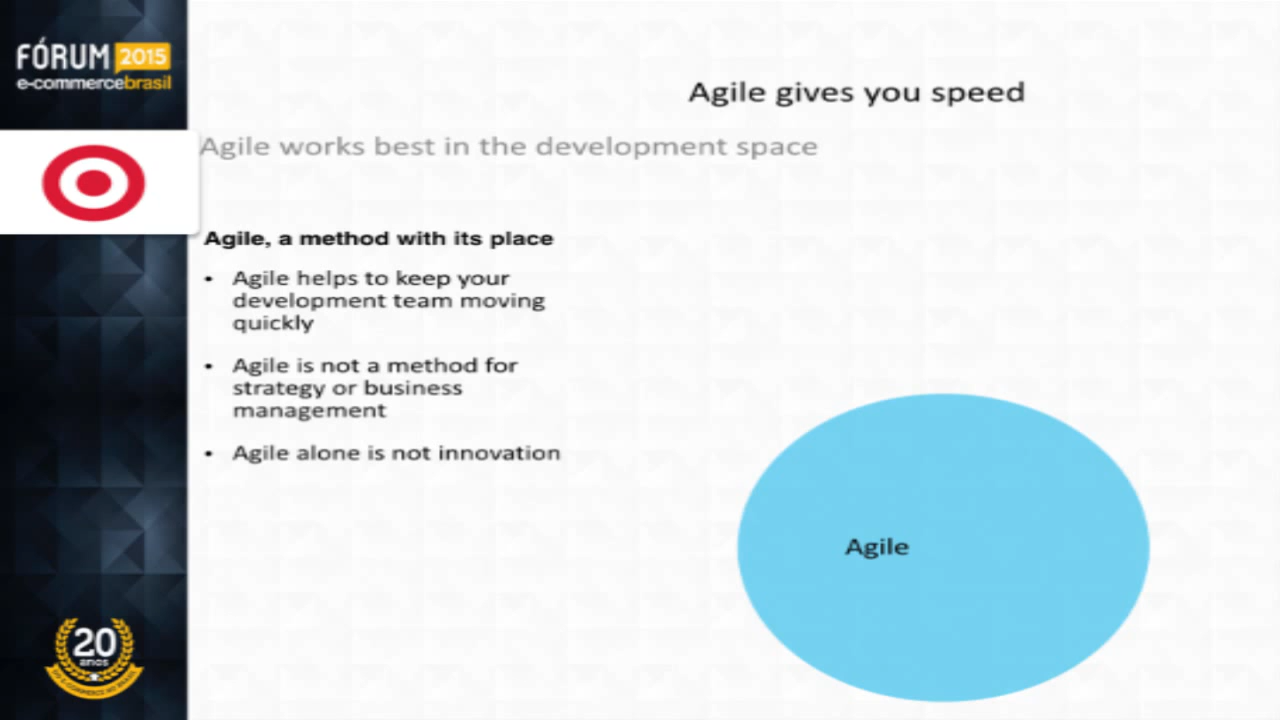 FÓRUM 2015
e-commercebrasil
Agile gives you speed
Agile works best in the development space
Agile, a method with its place
• Agile helps to keep your
development team moving
quickly
• Agile is not a method for
strategy or business
management
• Agile alone is not innovation
Agile
20
anos